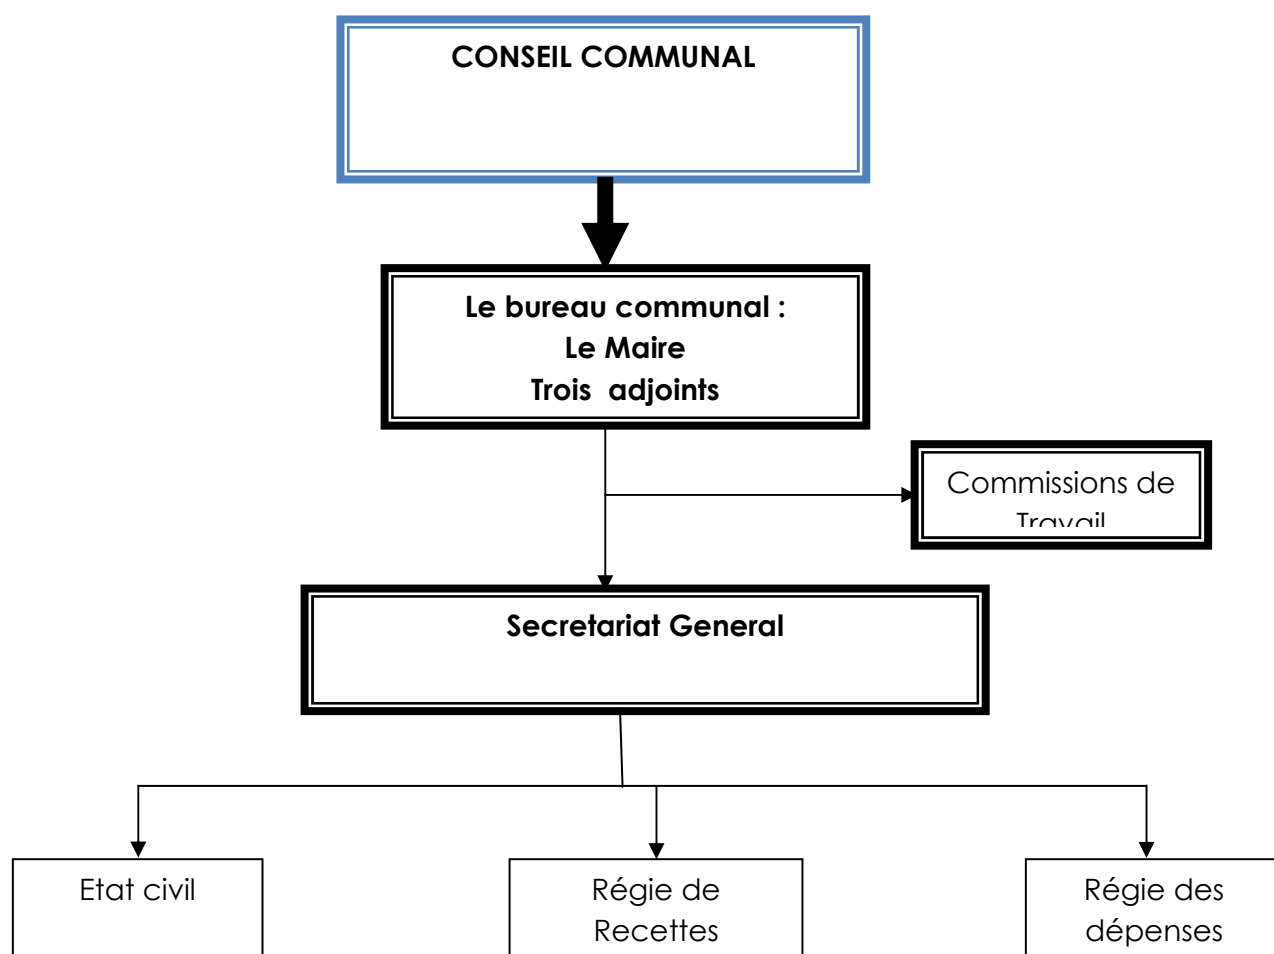 CONSEIL COMMUNAL
Le bureau communal :
Le Maire
Trois adjoints
Commissions de
Travail
Secretariat General
Etat civil
Régie de
Recettes
Régie des
dépenses